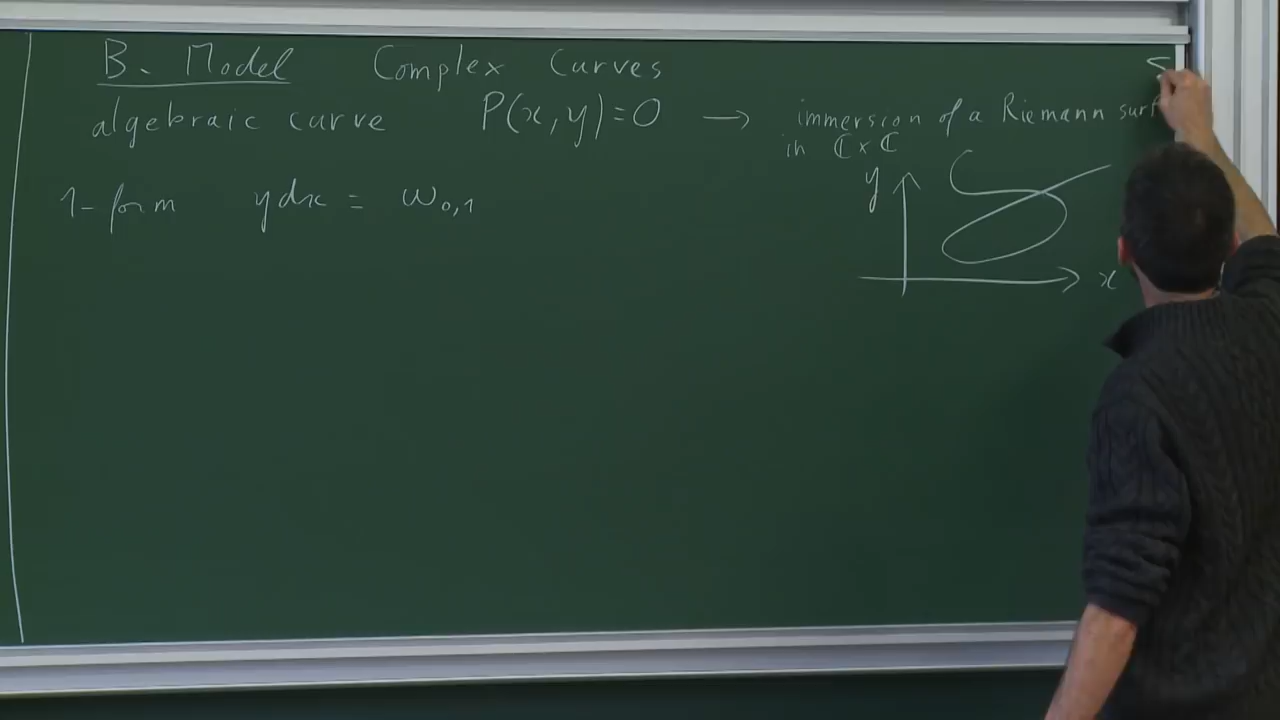 B. Model Complex Curves
algebraic curve P(x,y)=0 → immersion of a Riemann surf
in ℂ×ℂ
1-form ydx = ω₀,₁
y
x